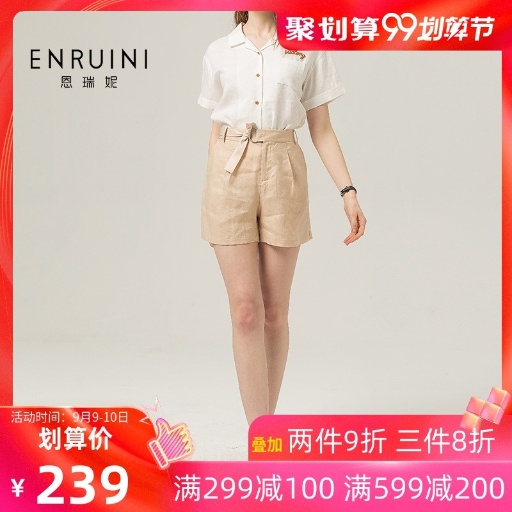 ENRUINI
恩瑞妮
聚划算99划算节
活动时间：9月9-10日
划算价
¥ 239
叠加 两件9折 三件8折
满299减100 满599减200